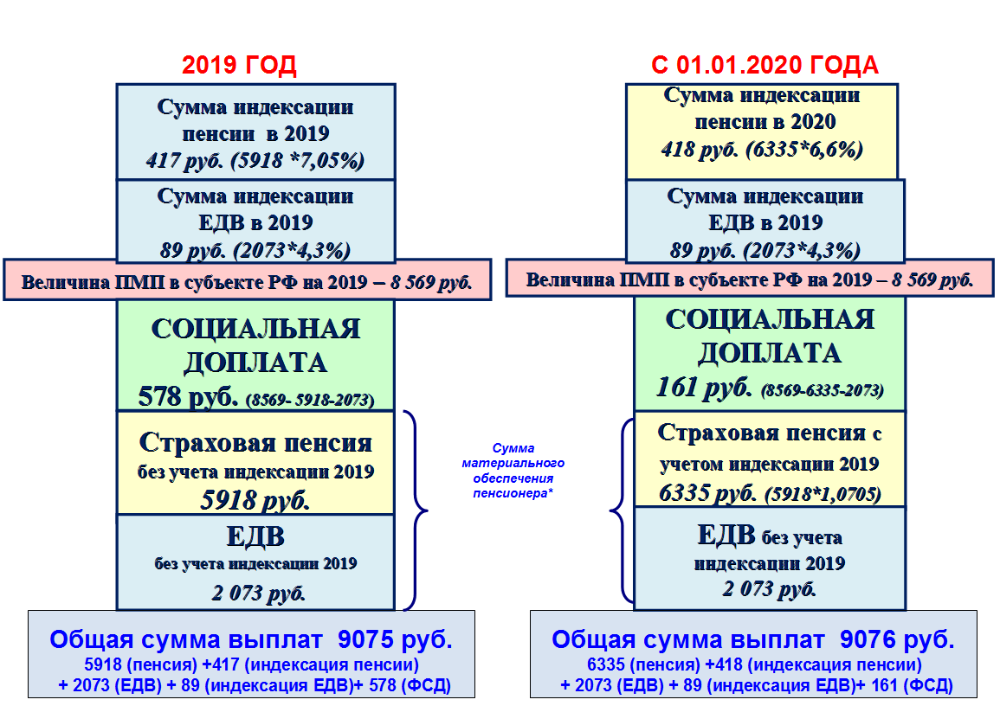 2019 ГОД
Сумма индексации
пенсии в 2019
417 руб. (5918 *7,05%)
Сумма индексации
ЕДВ в 2019
89 руб. (2073*4,3%)
Величина ПМП в субъекте РФ на 2019 – 8 569 руб.
СОЦИАЛЬНАЯ
ДОПЛАТА
578 руб. (8569- 5918-2073)
Страховая пенсия
без учета индексации 2019
5918 руб.
ЕДВ
без учета индексации 2019
2 073 руб.
Общая сумма выплат 9075 руб.
5918 (пенсия) +417 (индексация пенсии)
+ 2073 (ЕДВ) + 89 (индексация ЕДВ)+ 578 (ФСД)
Сумма
материального
обеспечения
пенсионера*
С 01.01.2020 ГОДА
Сумма индексации
пенсии в 2020
418 руб. (6335*6,6%)
Сумма индексации
ЕДВ в 2019
89 руб. (2073*4,3%)
Величина ПМП в субъекте РФ на 2019 – 8 569 руб.
СОЦИАЛЬНАЯ
ДОПЛАТА
161 руб. (8569-6335-2073)
Страховая пенсия с
учетом индексации 2019
6335 руб. (5918*1,0705)
ЕДВ без учета
индексации 2019
2 073 руб.
Общая сумма выплат 9076 руб.
6335 (пенсия) +418 (индексация пенсии)
+ 2073 (ЕДВ) + 89 (индексация ЕДВ)+ 161 (ФСД)